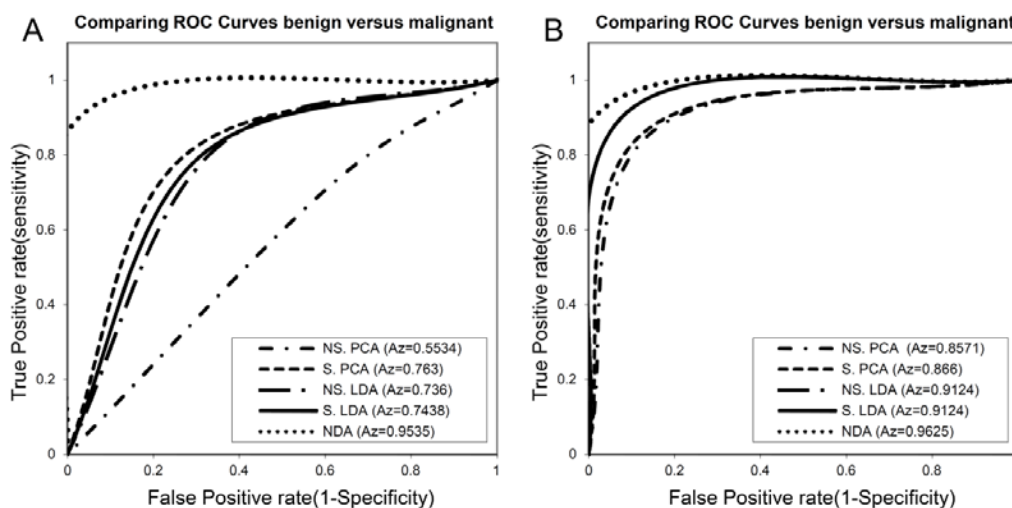 A
Comparing ROC Curves benign versus malignant
True Positive rate(sensitivity)
1
0.8
0.6
0.4
0.2
0
NS. PCA (Az=0.5534)
S. PCA (Az=0.763)
NS. LDA (Az=0.736)
S. LDA (Az=0.7438)
NDA (Az=0.9535)
0 0.2 0.4 0.6 0.8 1
False Positive rate(1-Specificity)
B
Comparing ROC Curves benign versus malignant
True Positive rate(sensitivity)
1
0.8
0.6
0.4
0.2
0
NS. PCA (Az=0.8571)
S. PCA (Az=0.866)
NS. LDA (Az=0.9124)
S. LDA (Az=0.9124)
NDA (Az=0.9625)
0 0.2 0.4 0.6 0.8
False Positive rate(1-Specificity)